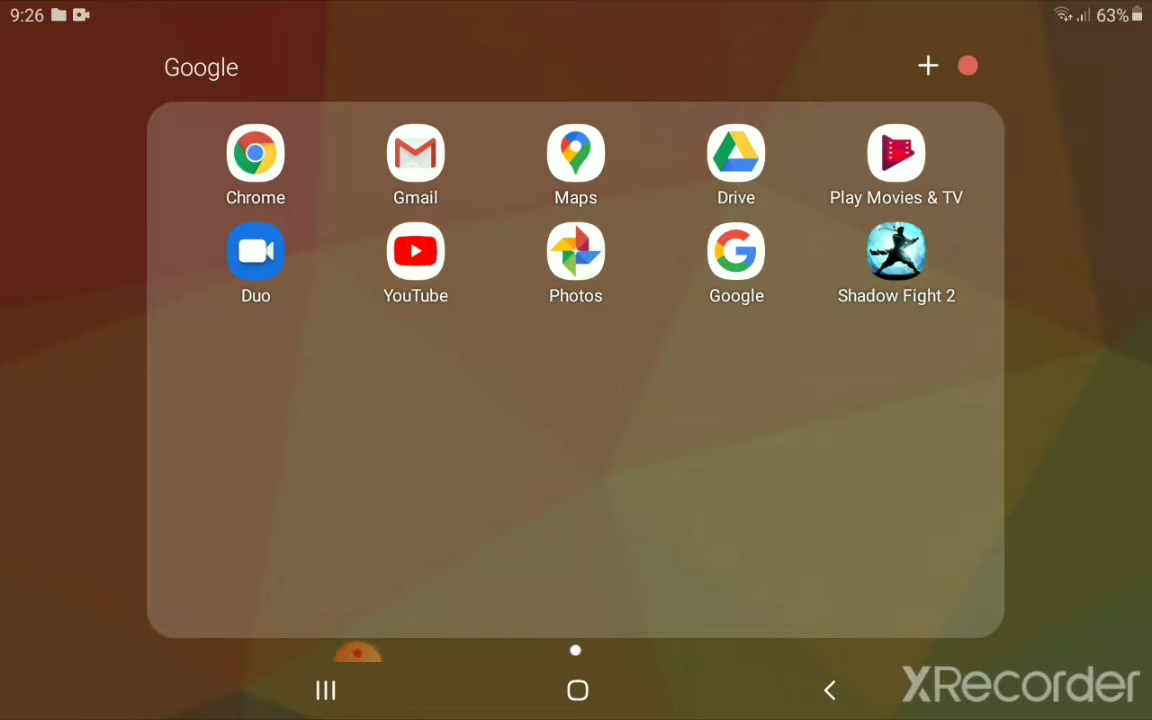 9:26 63%
Google
Chrome Gmail Maps Drive Play Movies & TV
Duo YouTube Photos Google Shadow Fight 2
XRecorder